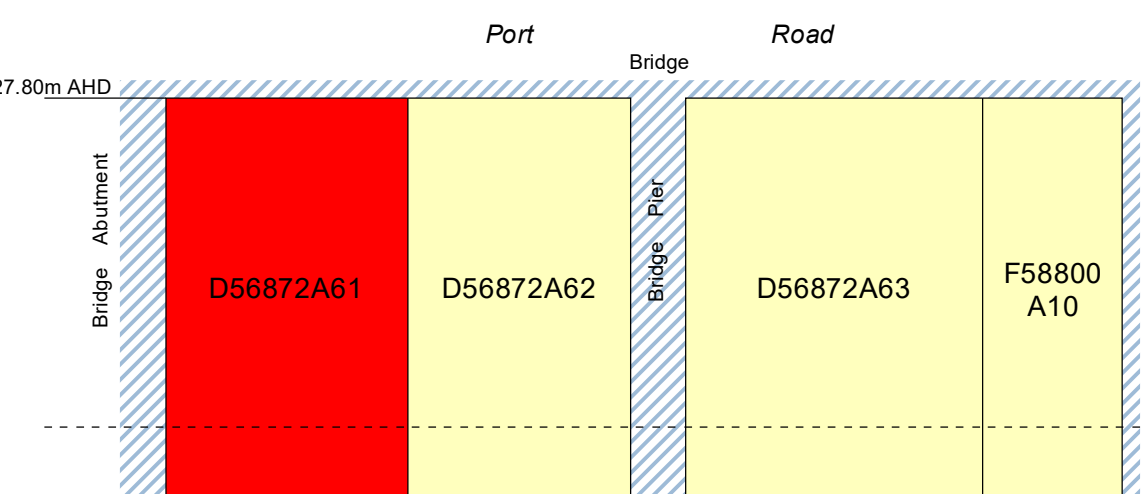 Port Road
Bridge
27.80m AHD
Bridge Abutment
D56872A61
D56872A62
Bridge Pier
D56872A63
F58800
A10